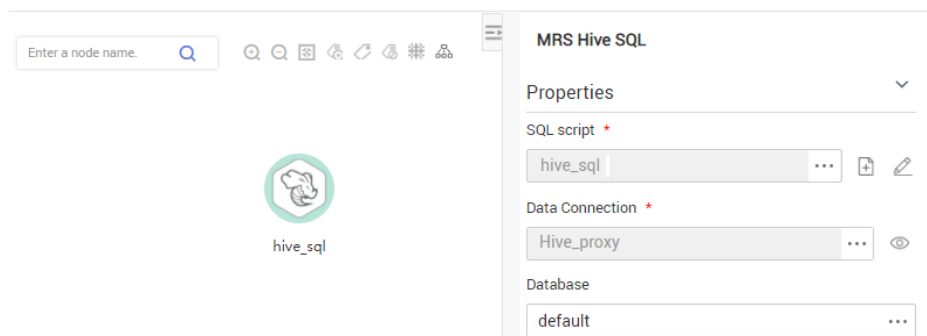 Enter a node name.
hive_sql
MRS Hive SQL
Properties
SQL script *
hive_sql
Data Connection *
Hive_proxy
Database
default